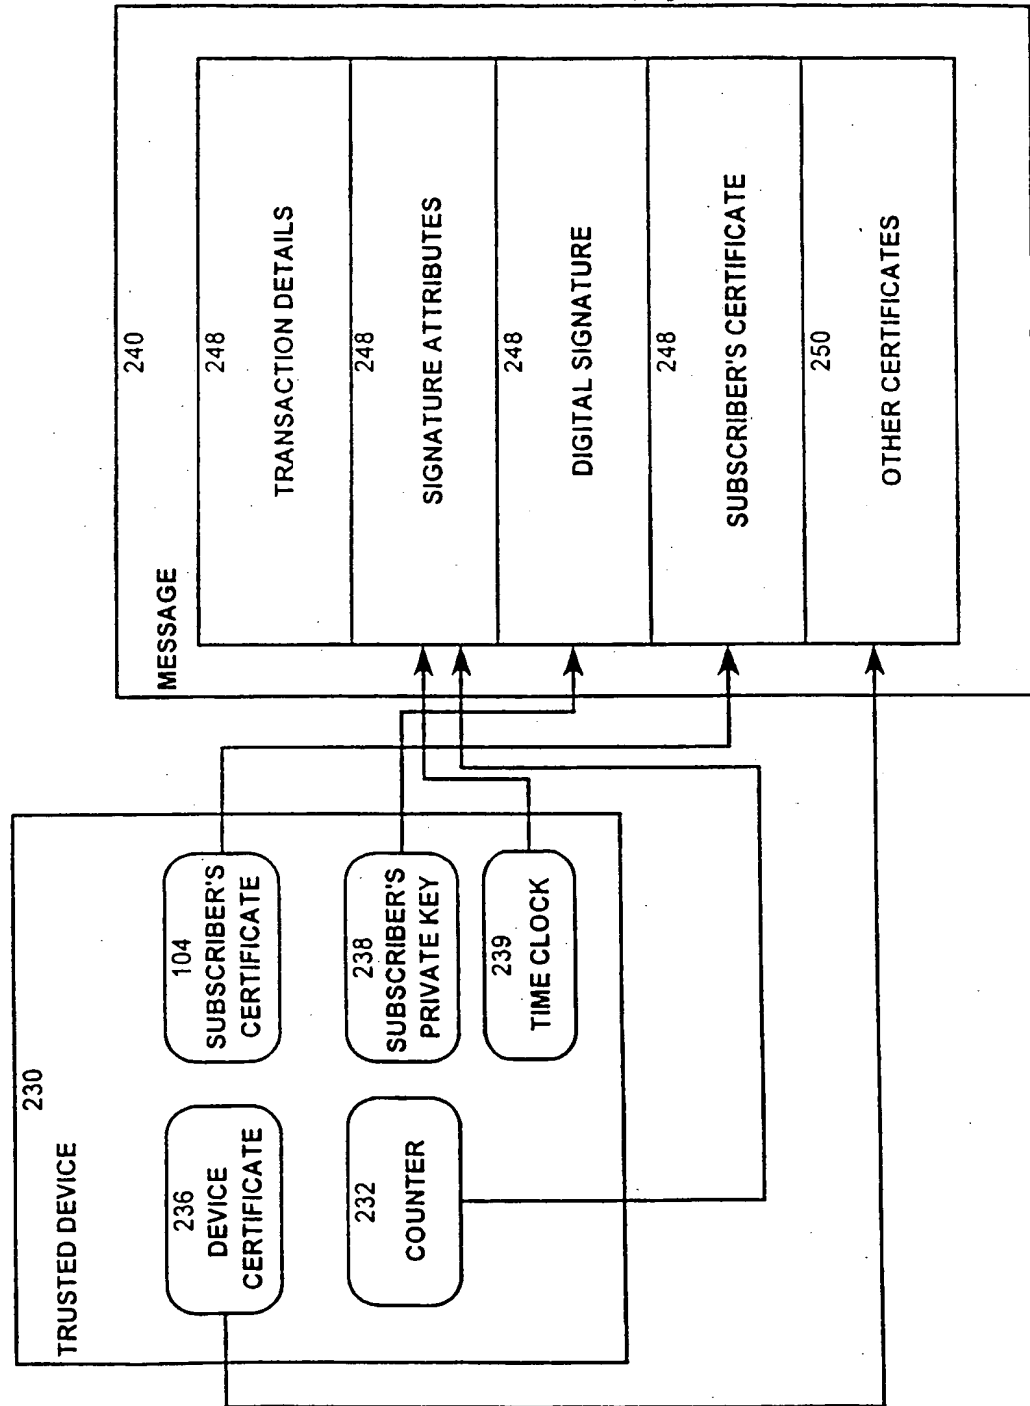 TRUSTED DEVICE
230
236
DEVICE
CERTIFICATE
104
SUBSCRIBER'S
CERTIFICATE
232
COUNTER
238
SUBSCRIBER'S
PRIVATE KEY
239
TIME CLOCK
MESSAGE
240
248
TRANSACTION DETAILS
248
SIGNATURE ATTRIBUTES
248
DIGITAL SIGNATURE
248
SUBSCRIBER'S CERTIFICATE
250
OTHER CERTIFICATES